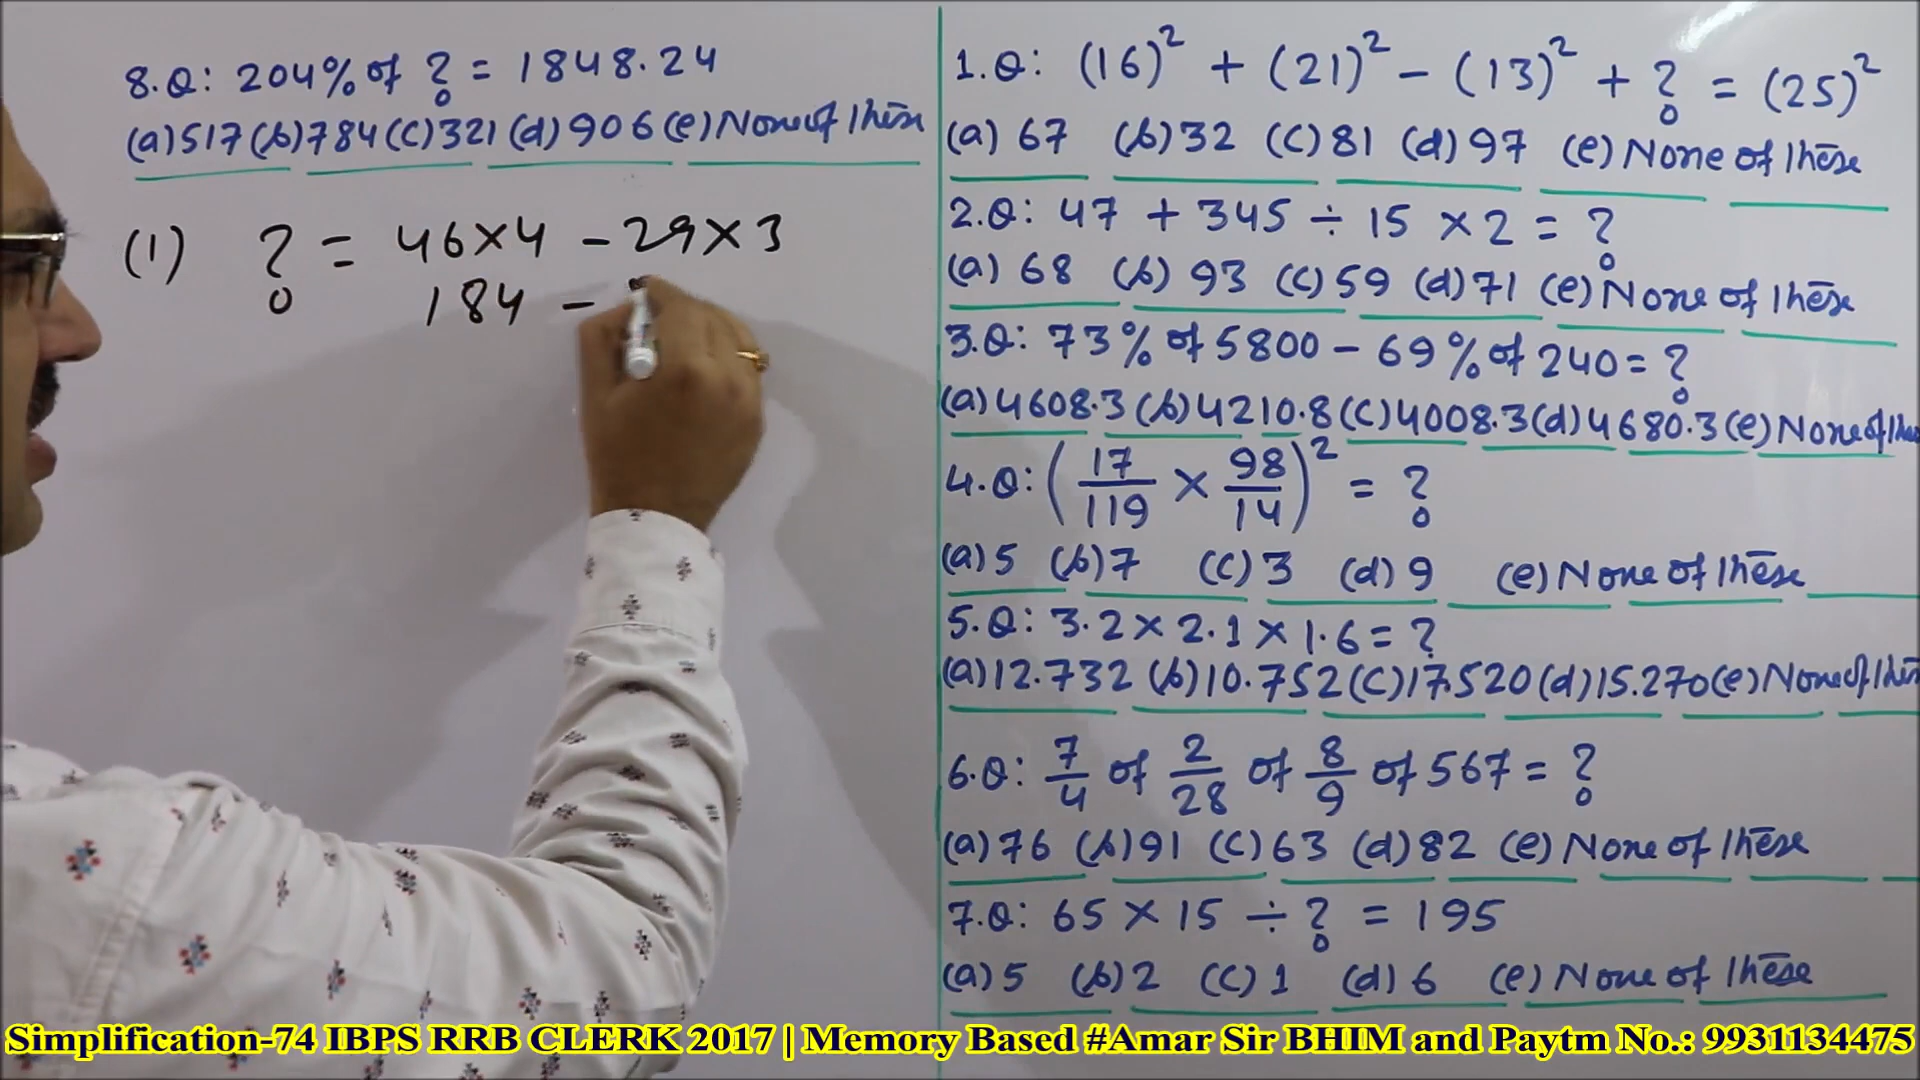 8.Q: 204% of ? = 1848.24
(a) 517 (b) 784 (c) 321 (d) 906 (e) None of these
(1) ? = 46×4 - 29×3
184 -
1.Q: (16)² + (21)² - (13)² + ? = (25)²
(a) 67 (b) 32 (c) 81 (d) 97 (e) None of these
2.Q: 47 + 345 ÷ 15 × 2 = ?
(a) 68 (b) 93 (c) 59 (d) 71 (e) None of these
3.Q: 73% of 5800 - 69% of 240 = ?
(a) 4608.3 (b) 4210.8 (c) 4008.3 (d) 4680.3 (e) None of these
4.Q: (17/119 × 98/14)² = ?
(a) 5 (b) 7 (c) 3 (d) 9 (e) None of these
5.Q: 3.2 × 2.1 × 1.6 = ?
(a) 12.732 (b) 10.752 (c) 17.520 (d) 15.270 (e) None of these
6.Q: 7/4 of 2/28 of 8/9 of 567 = ?
(a) 76 (b) 91 (c) 63 (d) 82 (e) None of these
7.Q: 65 × 15 ÷ ? = 195
(a) 5 (b) 2 (c) 1 (d) 6 (e) None of these
Simplification-74 IBPS RRB CLERK 2017 | Memory Based #Amar Sir BHIM and Paytm No.: 9931134475